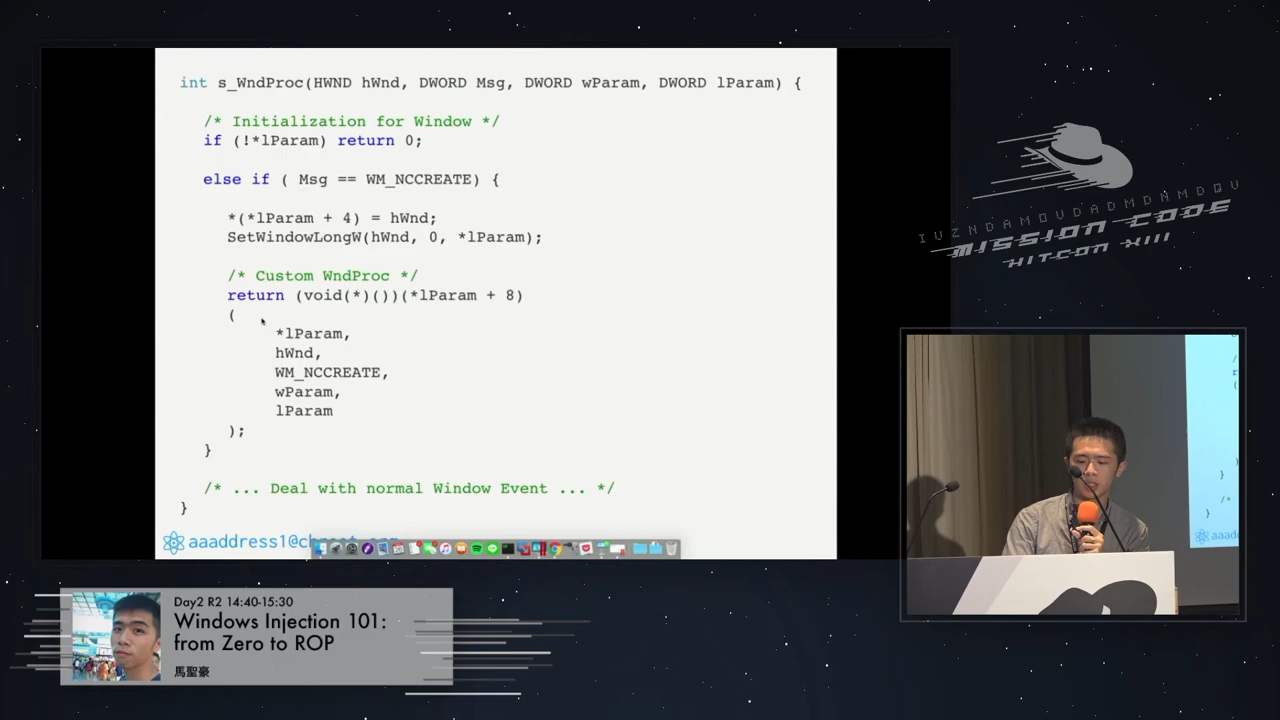 int s_WndProc(HWND hWnd, DWORD Msg, DWORD wParam, DWORD lParam) {
/* Initialization for Window */
if (!*lParam) return 0;
else if ( Msg == WM_NCCREATE) {
*(*lParam + 4) = hWnd;
SetWindowLongW(hWnd, 0, *lParam);
/* Custom WndProc */
return (void(*)())(*lParam + 8)
(
*lParam,
hWnd,
WM_NCCREATE,
wParam,
lParam
);
}
/* ... Deal with normal Window Event ... */
}
IVZNDAMOVDADMDNMDQV
MISSION CODE
HITCON XIII
Day2 R2 14:40-15:30
Windows Injection 101:
from Zero to ROP
馬聖豪